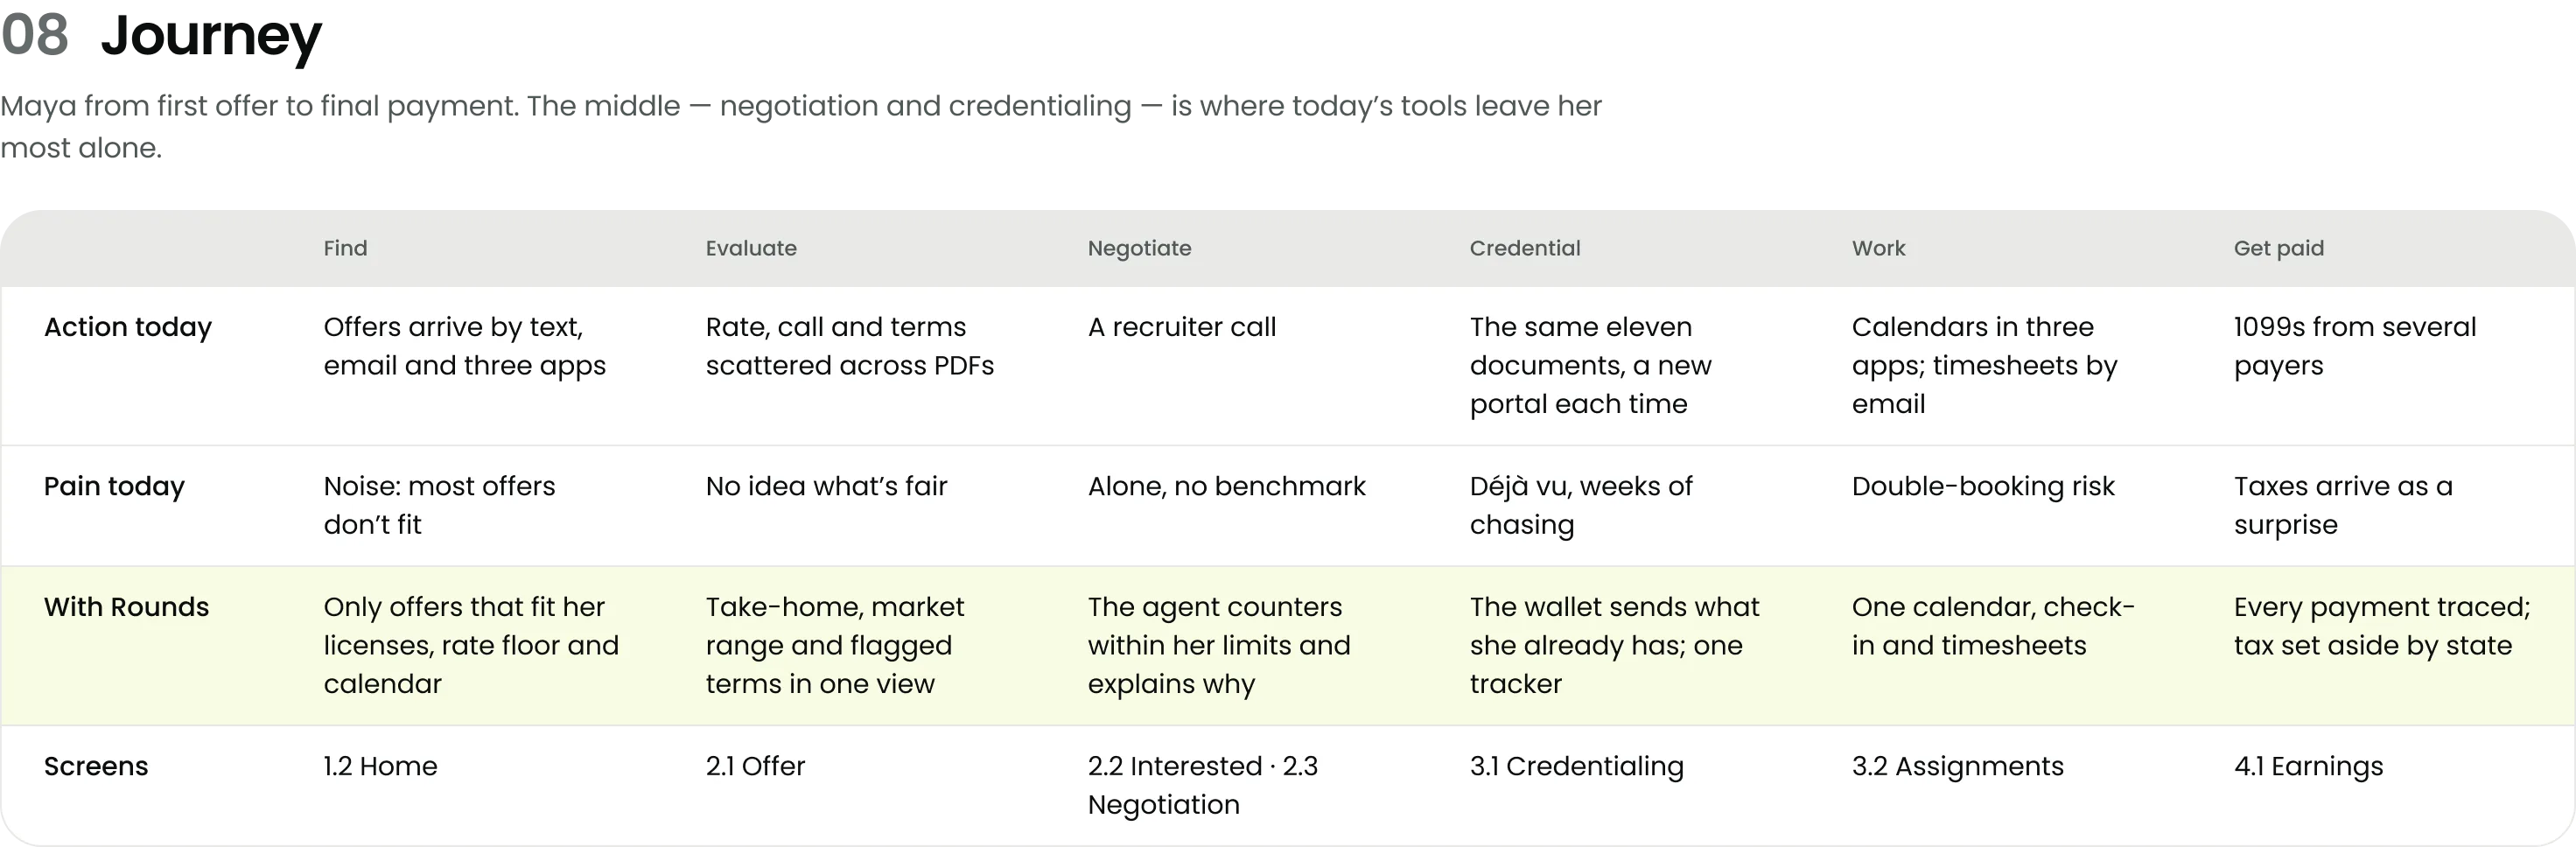 08 Journey
Maya from first offer to final payment. The middle — negotiation and credentialing — is where today’s tools leave her
most alone.
Find Evaluate Negotiate Credential Work Get paid
Action today
Offers arrive by text,
email and three apps
Rate, call and terms
scattered across PDFs
A recruiter call
The same eleven
documents, a new
portal each time
Calendars in three
apps; timesheets by
email
1099s from several
payers
Pain today
Noise: most offers
don’t fit
No idea what’s fair
Alone, no benchmark
Déjà vu, weeks of
chasing
Double-booking risk
Taxes arrive as a
surprise
With Rounds
Only offers that fit her
licenses, rate floor and
calendar
Take-home, market
range and flagged
terms in one view
The agent counters
within her limits and
explains why
The wallet sends what
she already has; one
tracker
One calendar, check-
in and timesheets
Every payment traced;
tax set aside by state
Screens
1.2 Home
2.1 Offer
2.2 Interested · 2.3
Negotiation
3.1 Credentialing
3.2 Assignments
4.1 Earnings